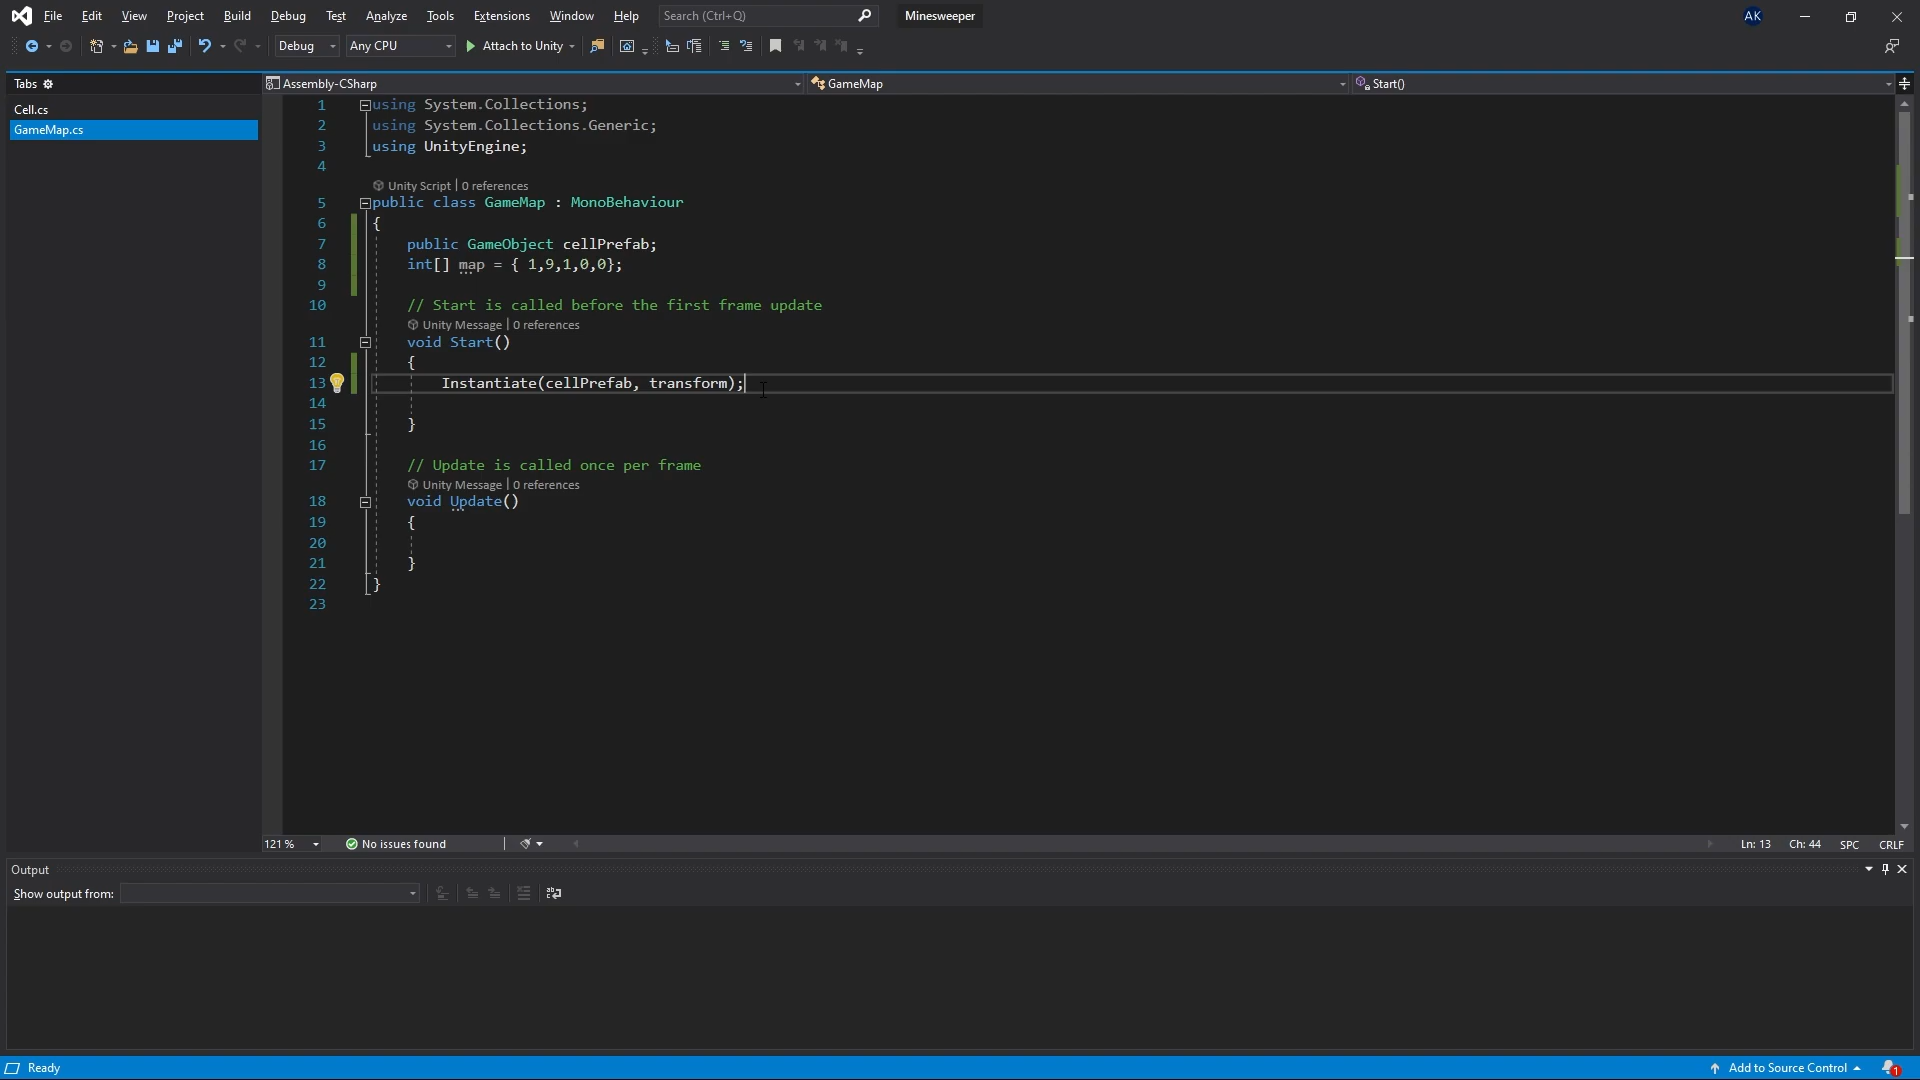 File Edit View Project Build Debug Test Analyze Tools Extensions Window Help Search (Ctrl+Q) Minesweeper AK
Debug Any CPU Attach to Unity
Tabs
Assembly-CSharp GameMap Start()
Cell.cs
GameMap.cs
1 using System.Collections;
2 using System.Collections.Generic;
3 using UnityEngine;
4
Unity Script | 0 references
5 public class GameMap : MonoBehaviour
6 {
7 public GameObject cellPrefab;
8 int[] map = { 1,9,1,0,0};
9
10 // Start is called before the first frame update
Unity Message | 0 references
11 void Start()
12 {
13 Instantiate(cellPrefab, transform);
14
15 }
16
17 // Update is called once per frame
Unity Message | 0 references
18 void Update()
19 {
20
21 }
22 }
23
121 % No issues found Ln: 13 Ch: 44 SPC CRLF
Output
Show output from:
Ready Add to Source Control 1